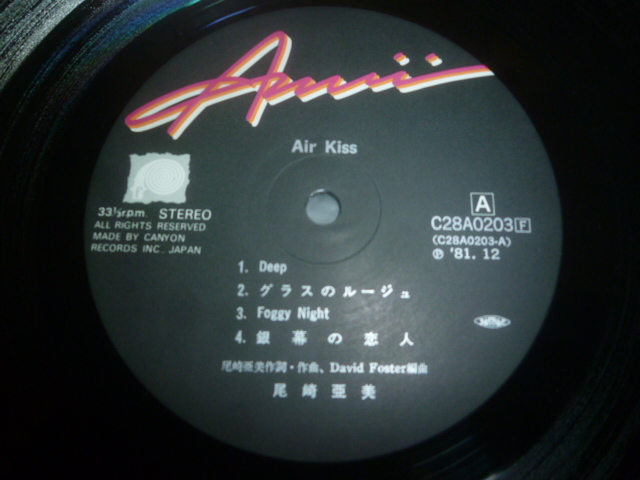 Amii
Air Kiss
33⅓rpm. STEREO
ALL RIGHTS RESERVED
MADE BY CANYON
RECORDS INC. JAPAN
A
C28A0203 F
(C28A0203-A)
Ⓟ '81. 12
1. Deep
2. グラスのルージュ
3. Foggy Night
4. 銀幕の恋人
尾崎亜美作詞・作曲、David Foster編曲
尾崎亜美